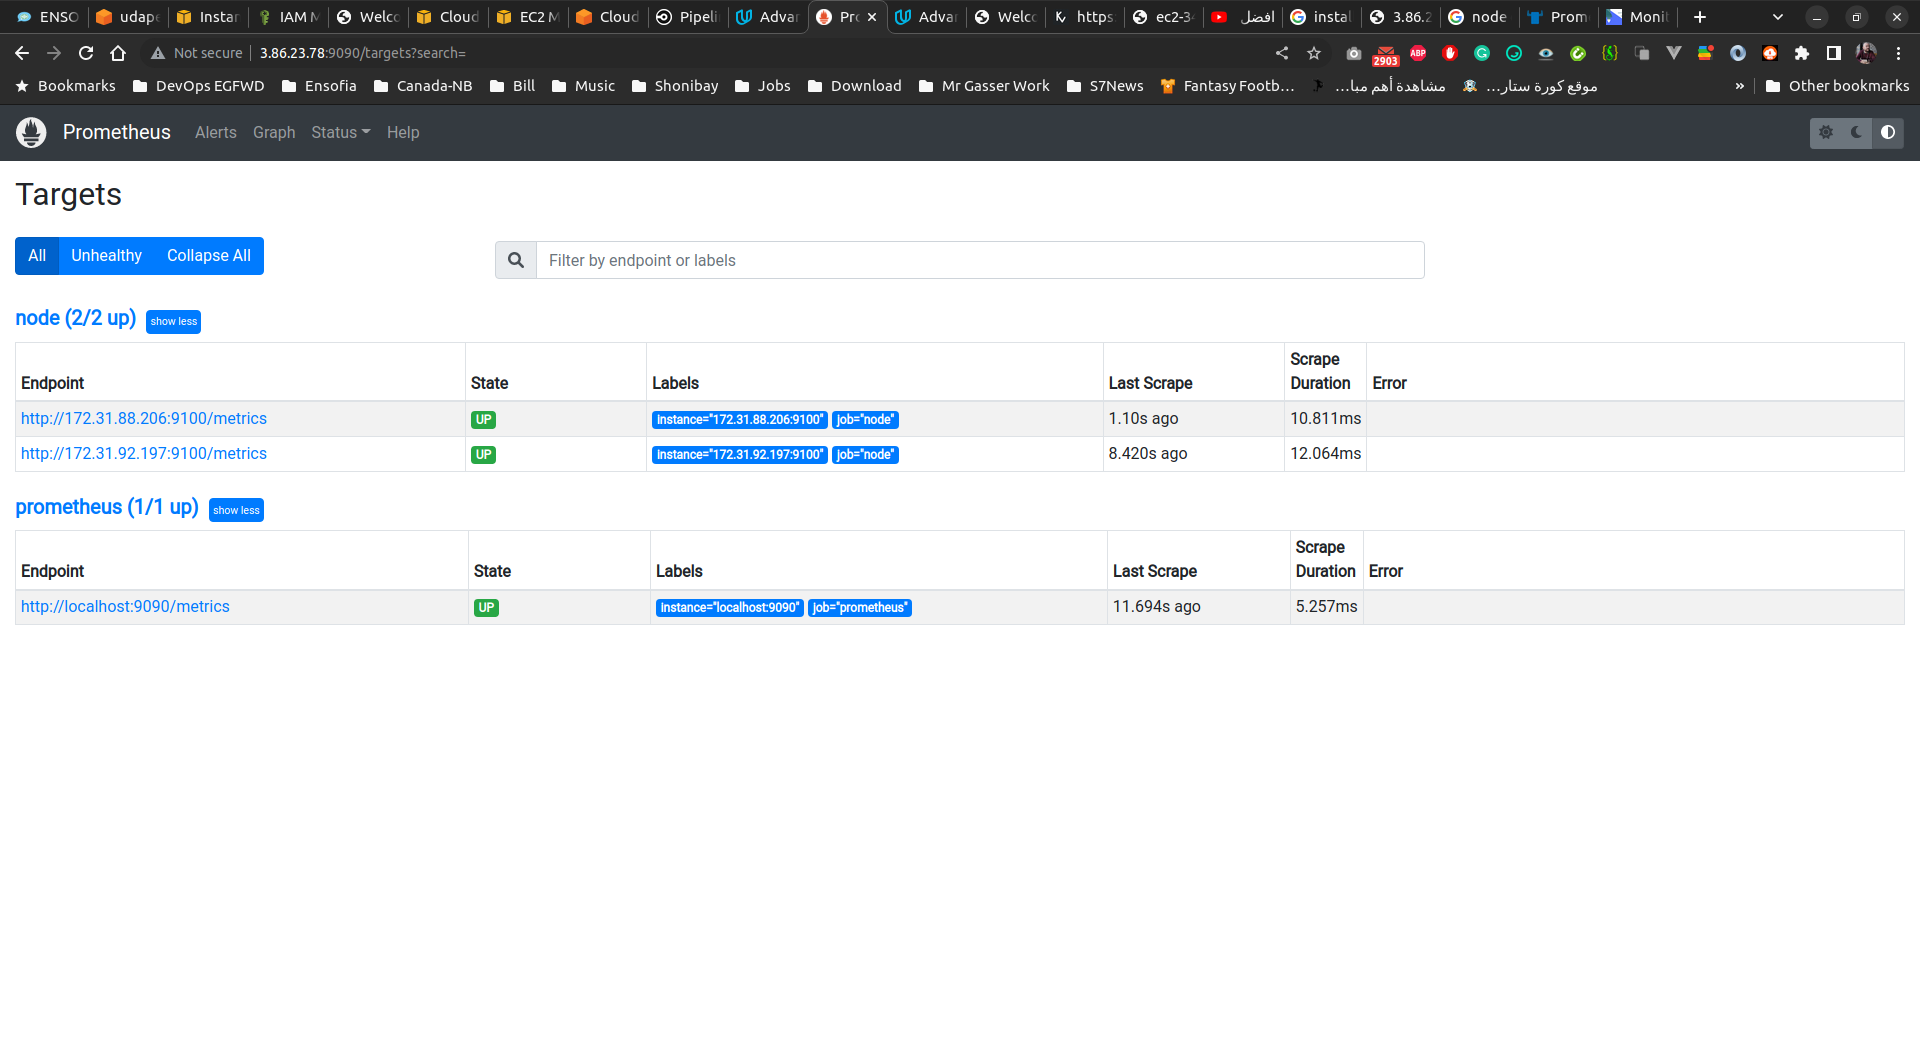 ENSO udape Instar IAM M Welco Cloud EC2 M Cloud Pipeli Advar Pro Advar Welco https: ec2-34 افضل instal 3.86.2 node Prom Monit
Not secure 3.86.23.78:9090/targets?search= ABP 2903
Bookmarks DevOps EGFWD Ensofia Canada-NB Bill Music Shonibay Jobs Download Mr Gasser Work S7News Fantasy Footb… مشاهدة أهم مبا… موقع كورة ستار… » Other bookmarks
Prometheus Alerts Graph Status Help
Targets
All Unhealthy Collapse All Filter by endpoint or labels
node (2/2 up) show less
Endpoint State Labels Last Scrape Scrape Duration Error
http://172.31.88.206:9100/metrics UP instance="172.31.88.206:9100" job="node" 1.10s ago 10.811ms
http://172.31.92.197:9100/metrics UP instance="172.31.92.197:9100" job="node" 8.420s ago 12.064ms
prometheus (1/1 up) show less
Endpoint State Labels Last Scrape Scrape Duration Error
http://localhost:9090/metrics UP instance="localhost:9090" job="prometheus" 11.694s ago 5.257ms